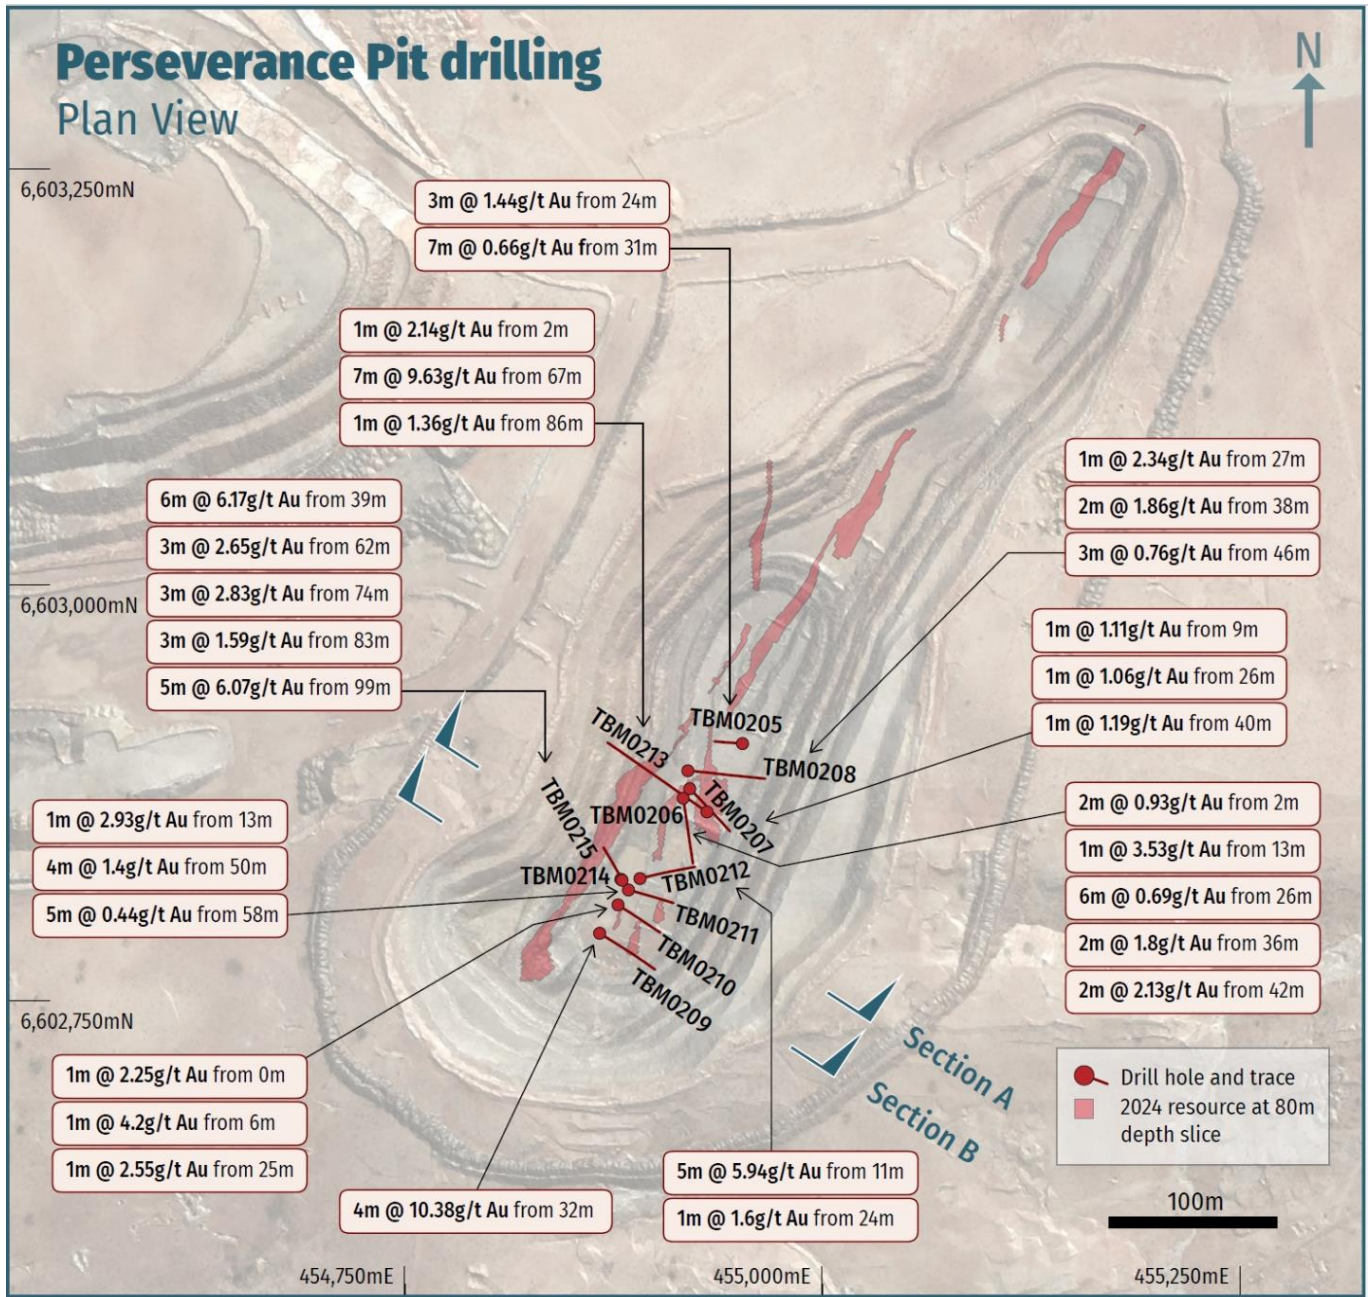 Perseverance Pit drilling
Plan View
N
6,603,250mN
3m @ 1.44g/t Au from 24m
7m @ 0.66g/t Au from 31m
1m @ 2.14g/t Au from 2m
7m @ 9.63g/t Au from 67m
1m @ 1.36g/t Au from 86m
1m @ 2.34g/t Au from 27m
2m @ 1.86g/t Au from 38m
3m @ 0.76g/t Au from 46m
6m @ 6.17g/t Au from 39m
3m @ 2.65g/t Au from 62m
3m @ 2.83g/t Au from 74m
3m @ 1.59g/t Au from 83m
5m @ 6.07g/t Au from 99m
6,603,000mN
1m @ 1.11g/t Au from 9m
1m @ 1.06g/t Au from 26m
1m @ 1.19g/t Au from 40m
TBM0205
TBM0213
TBM0208
TBM0206
TBM0207
TBM0215
TBM0214
TBM0212
TBM0211
TBM0210
TBM0209
1m @ 2.93g/t Au from 13m
4m @ 1.4g/t Au from 50m
5m @ 0.44g/t Au from 58m
2m @ 0.93g/t Au from 2m
1m @ 3.53g/t Au from 13m
6m @ 0.69g/t Au from 26m
2m @ 1.8g/t Au from 36m
2m @ 2.13g/t Au from 42m
6,602,750mN
1m @ 2.25g/t Au from 0m
1m @ 4.2g/t Au from 6m
1m @ 2.55g/t Au from 25m
4m @ 10.38g/t Au from 32m
5m @ 5.94g/t Au from 11m
1m @ 1.6g/t Au from 24m
Section A
Section B
Drill hole and trace
2024 resource at 80m
depth slice
100m
454,750mE
455,000mE
455,250mE